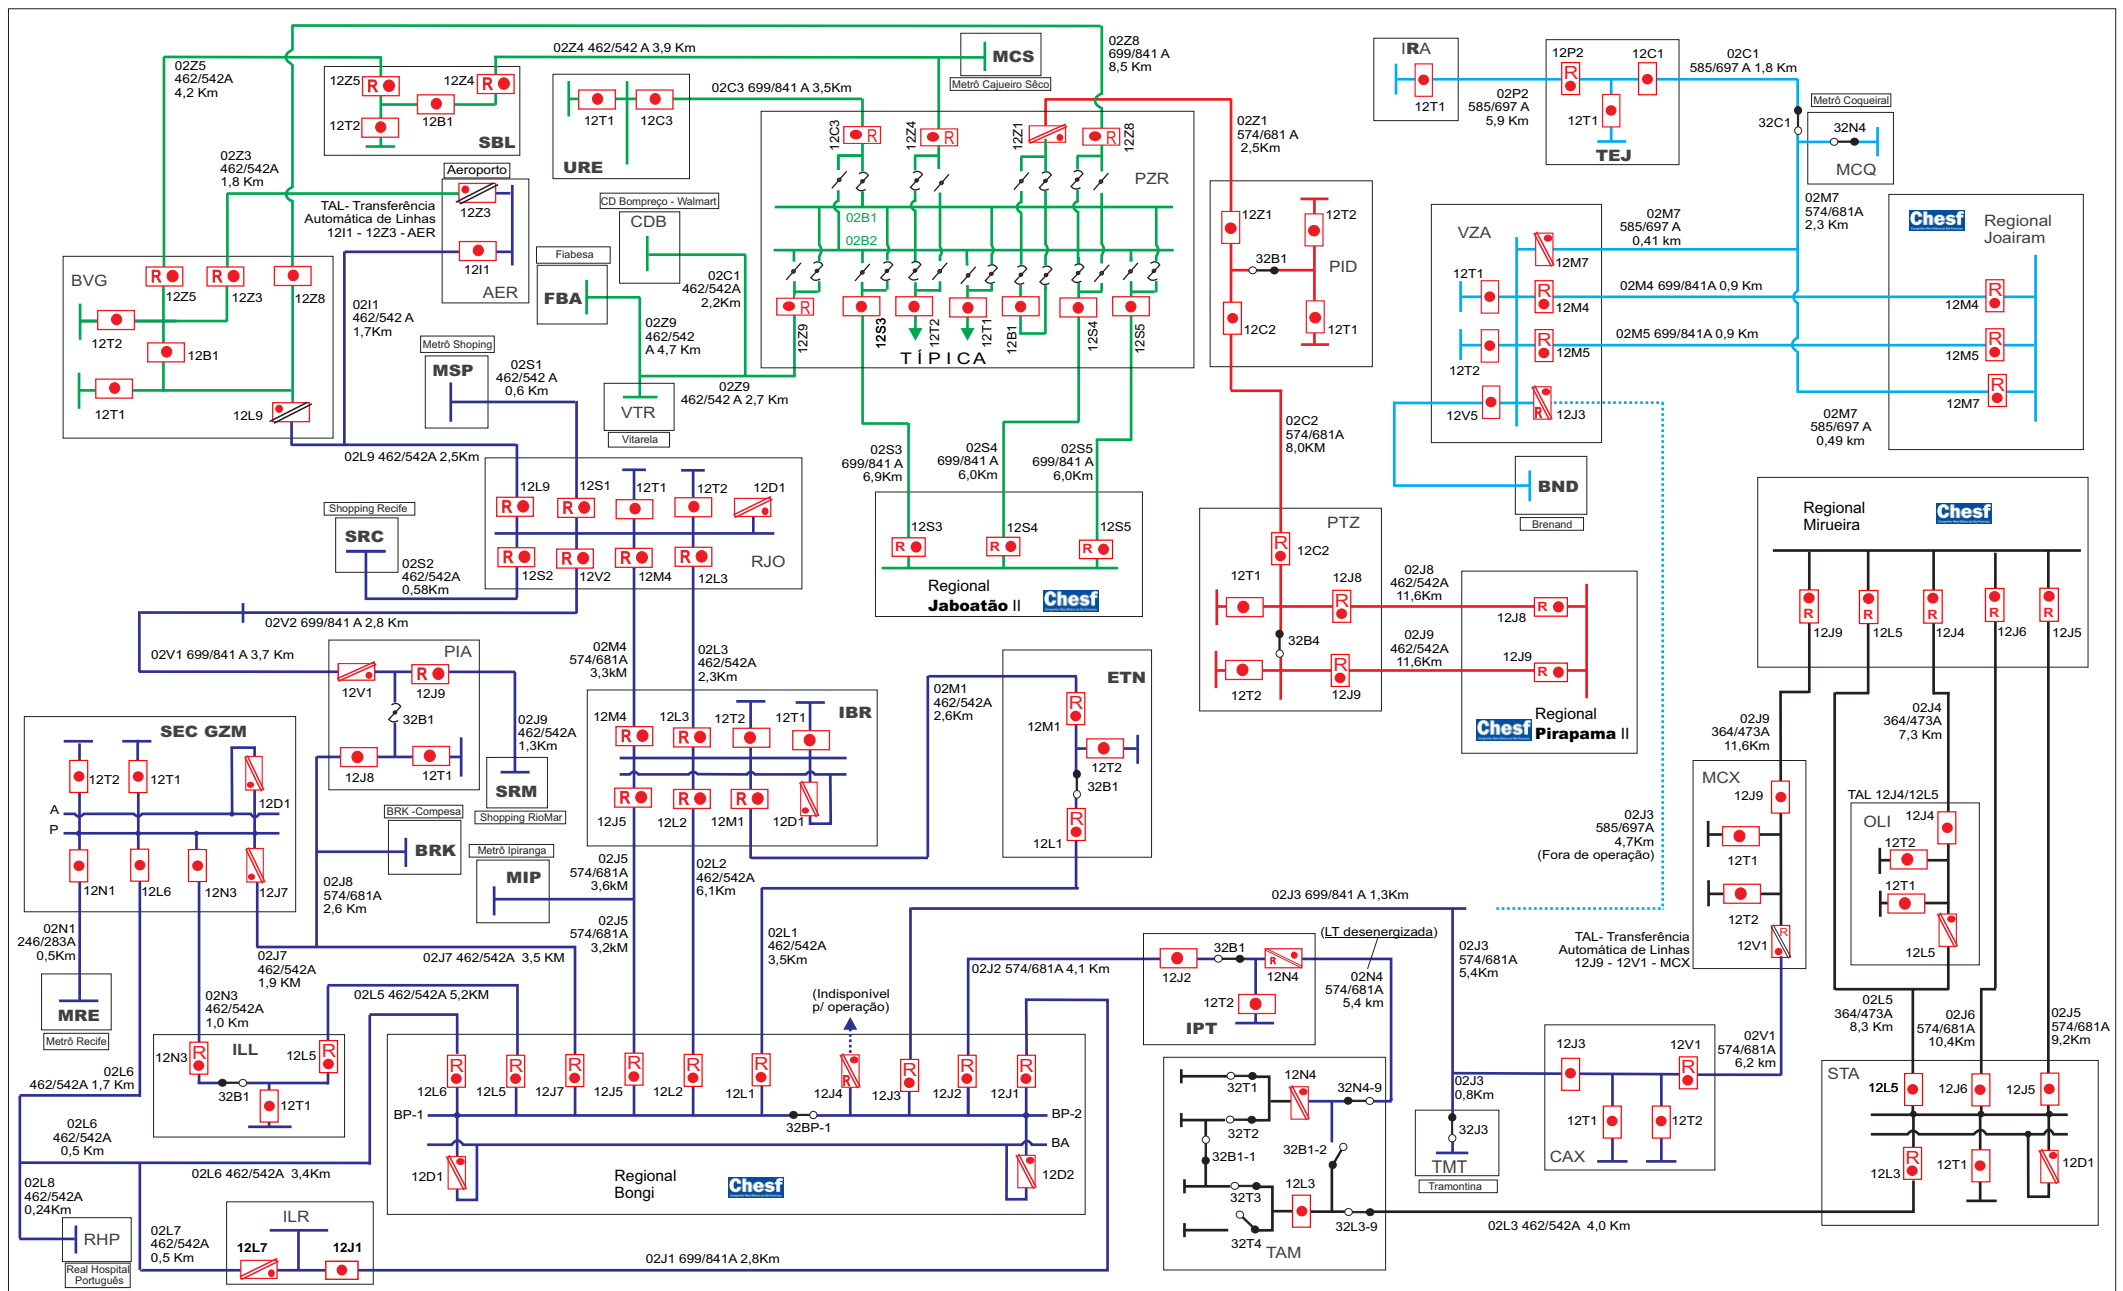 02Z5
462/542A
4,2 Km
02Z4 462/542 A 3,9 Km
MCS
Metrô Cajueiro Sêco
02Z8
699/841 A
8,5 Km
12Z5
12Z4
12T2
12B1
SBL
02Z3
462/542A
1,8 Km
12T1
12C3
URE
02C3 699/841 A 3,5Km
12C3
12Z4
12Z1
12Z8
PZR
02B1
02B2
12Z9
12S3
12T2
12T1
12B1
12S4
12S5
TÍPICA
02Z1
574/681 A
2,5Km
Aeroporto
12Z3
12I1
AER
TAL- Transferência
Automática de Linhas
12I1 - 12Z3 - AER
BVG
12Z5
12Z3
12Z8
12T2
12B1
12T1
12L9
02I1
462/542 A
1,7Km
CD Bompreço - Walmart
CDB
Fiabesa
FBA
02C1
462/542A
2,2Km
02Z9
462/542
A 4,7 Km
02Z9
462/542 A 2,7 Km
VTR
Vitarela
Metrô Shoping
MSP
02S1
462/542 A
0,6 Km
02L9 462/542A 2,5Km
12Z1
12T2
32B1
PID
12C2
12T1
02C2
574/681A
8,0KM
IRA
12T1
12P2
12C1
12T1
TEJ
02C1
585/697 A 1,8 Km
02P2
585/697 A
5,9 Km
32C1
Metrô Coqueiral
32N4
MCQ
02M7
574/681A
2,3 Km
02M7
585/697 A
0,41 km
Chesf
Regional
Joairam
12M4
12M5
12M7
VZA
12M7
12T1
12M4
12T2
12M5
12V5
12J3
02M4 699/841A 0,9 Km
02M5 699/841A 0,9 Km
02M7
585/697 A
0,49 km
BND
Brenand
02S3
699/841 A
6,9Km
02S4
699/841 A
6,0Km
02S5
699/841 A
6,0Km
12S3
12S4
12S5
Regional
Jaboatão II
Chesf
12L9
12S1
12T1
12T2
12D1
RJO
12S2
12V2
12M4
12L3
Shopping Recife
SRC
02S2
462/542A
0,58Km
02V2 699/841 A 2,8 Km
02V1 699/841 A 3,7 Km
PIA
12V1
12J9
32B1
12J8
12T1
02J9
462/542A
1,3Km
SRM
Shopping RioMar
02M4
574/681A
3,3kM
02L3
462/542A
2,3Km
IBR
12M4
12L3
12T2
12T1
12J5
12L2
12M1
12D1
02M1
462/542A
2,6Km
ETN
12M1
12T2
32B1
12L1
PTZ
12C2
12T1
12J8
32B4
12T2
12J9
02J8
462/542A
11,6Km
02J9
462/542A
11,6Km
12J8
12J9
Chesf
Regional
Pirapama II
Regional
Mirueira
Chesf
12J9
12L5
12J4
12J6
12J5
SEC GZM
12T2
12T1
12D1
A
P
12N1
12L6
12N3
12J7
BRK -Compesa
BRK
Metrô Ipiranga
MIP
02J8
574/681A
2,6 Km
02J5
574/681A
3,6kM
02J5
574/681A
3,2kM
02L2
462/542A
6,1Km
02L1
462/542A
3,5Km
02N1
246/283A
0,5Km
MRE
Metrô Recife
02J7
462/542A
1,9 KM
02J7 462/542A 3,5 KM
02N3
462/542A
1,0 Km
02L5 462/542A 5,2KM
ILL
12N3
12L5
32B1
12T1
02L6
462/542A 1,7 Km
02L6
462/542A
0,5 Km
02L6 462/542A 3,4Km
02L8
462/542A
0,24Km
RHP
Real Hospital
Português
02L7
462/542A
0,5 Km
ILR
12L7
12J1
02J1 699/841A 2,8Km
(Indisponível
p/ operação)
12L6
12L5
12J7
12J5
12L2
12L1
12J4
12J3
12J2
12J1
BP-1
32BP-1
BP-2
BA
12D1
12D2
Regional
Bongi
Chesf
02J2 574/681A 4,1 Km
02J3 699/841 A 1,3Km
IPT
12J2
32B1
12N4
12T2
(LT desenergizada)
02N4
574/681A
5,4 km
02J3
574/681A
5,4Km
02J3
585/697A
4,7Km
(Fora de operação)
TAL- Transferência
Automática de Linhas
12J9 - 12V1 - MCX
02J9
364/473A
11,6Km
MCX
12J9
12T1
12T2
12V1
02J4
364/473A
7,3 Km
TAL 12J4/12L5
OLI
12J4
12T2
12T1
12L5
02L5
364/473A
8,3 Km
02J6
574/681A
10,4Km
02J5
574/681A
9,2Km
STA
12L5
12J6
12J5
12L3
12T1
12D1
02V1
574/681A
6,2 km
12J3
12V1
12T1
12T2
CAX
02J3
0,8Km
32J3
TMT
Tramontina
32T1
12N4
32N4-9
32T2
32B1-1
32B1-2
32T3
12L3
32T4
32L3-9
TAM
02L3 462/542A 4,0 Km